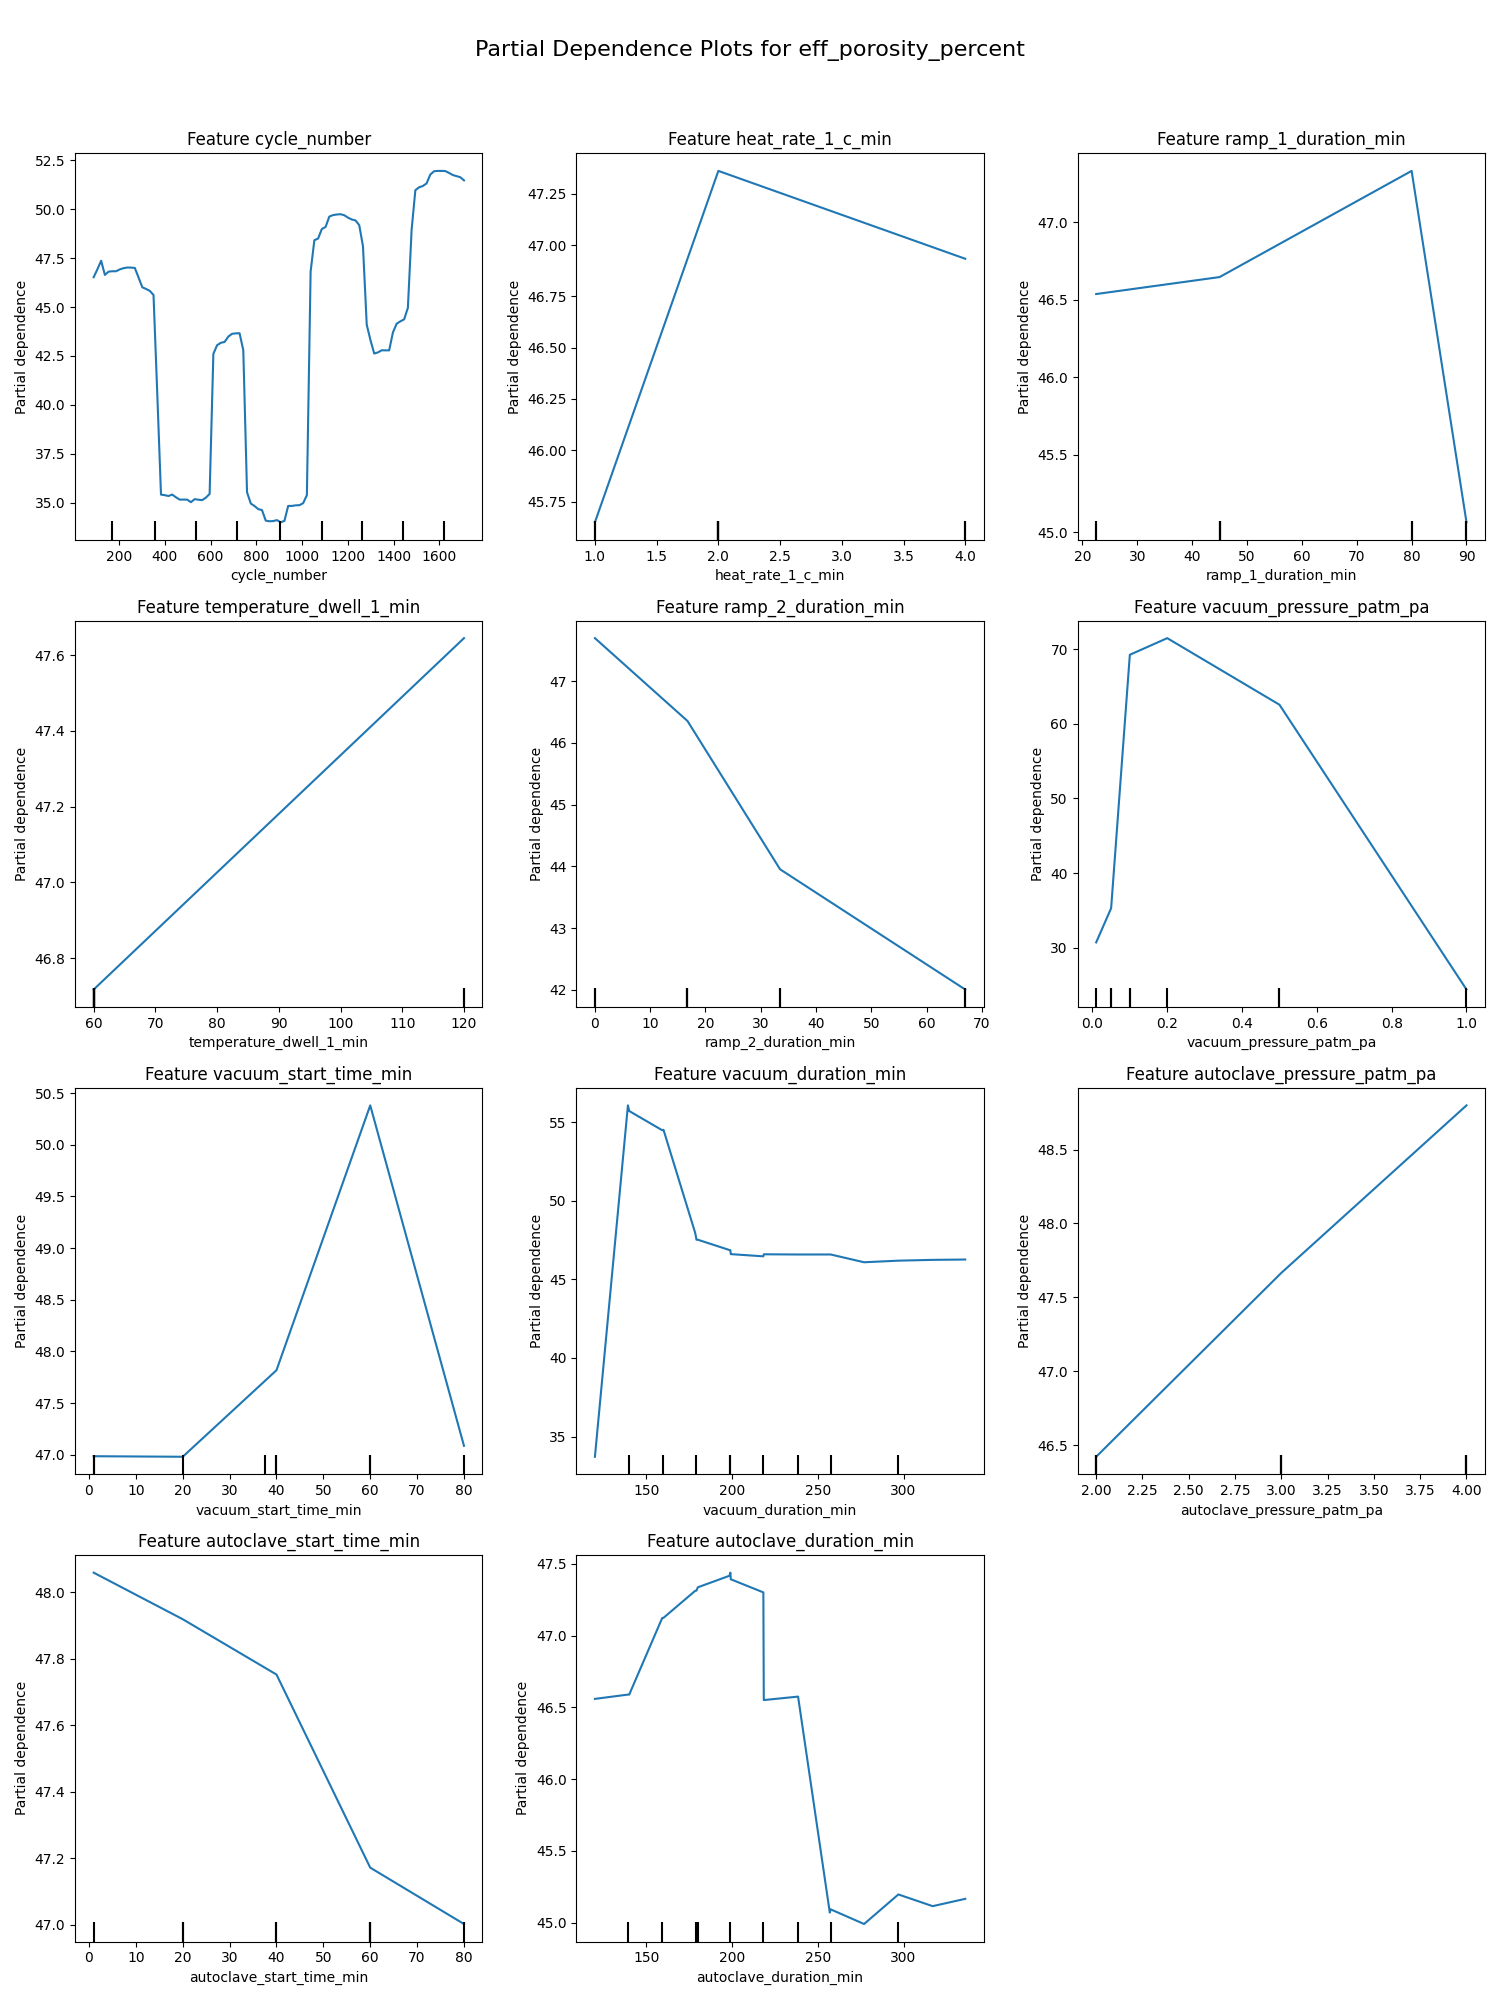 Partial Dependence Plots for eff_porosity_percent
Feature cycle_number
52.5
50.0
47.5
45.0
42.5
40.0
37.5
35.0
Partial dependence
200 400 600 800 1000 1200 1400 1600
cycle_number
Feature heat_rate_1_c_min
47.25
47.00
46.75
46.50
46.25
46.00
45.75
Partial dependence
1.0 1.5 2.0 2.5 3.0 3.5 4.0
heat_rate_1_c_min
Feature ramp_1_duration_min
47.0
46.5
46.0
45.5
45.0
Partial dependence
20 30 40 50 60 70 80 90
ramp_1_duration_min
Feature temperature_dwell_1_min
47.6
47.4
47.2
47.0
46.8
Partial dependence
60 70 80 90 100 110 120
temperature_dwell_1_min
Feature ramp_2_duration_min
47
46
45
44
43
42
Partial dependence
0 10 20 30 40 50 60 70
ramp_2_duration_min
Feature vacuum_pressure_patm_pa
70
60
50
40
30
Partial dependence
0.0 0.2 0.4 0.6 0.8 1.0
vacuum_pressure_patm_pa
Feature vacuum_start_time_min
50.5
50.0
49.5
49.0
48.5
48.0
47.5
47.0
Partial dependence
0 10 20 30 40 50 60 70 80
vacuum_start_time_min
Feature vacuum_duration_min
55
50
45
40
35
Partial dependence
150 200 250 300
vacuum_duration_min
Feature autoclave_pressure_patm_pa
48.5
48.0
47.5
47.0
46.5
Partial dependence
2.00 2.25 2.50 2.75 3.00 3.25 3.50 3.75 4.00
autoclave_pressure_patm_pa
Feature autoclave_start_time_min
48.0
47.8
47.6
47.4
47.2
47.0
Partial dependence
0 10 20 30 40 50 60 70 80
autoclave_start_time_min
Feature autoclave_duration_min
47.5
47.0
46.5
46.0
45.5
45.0
Partial dependence
150 200 250 300
autoclave_duration_min